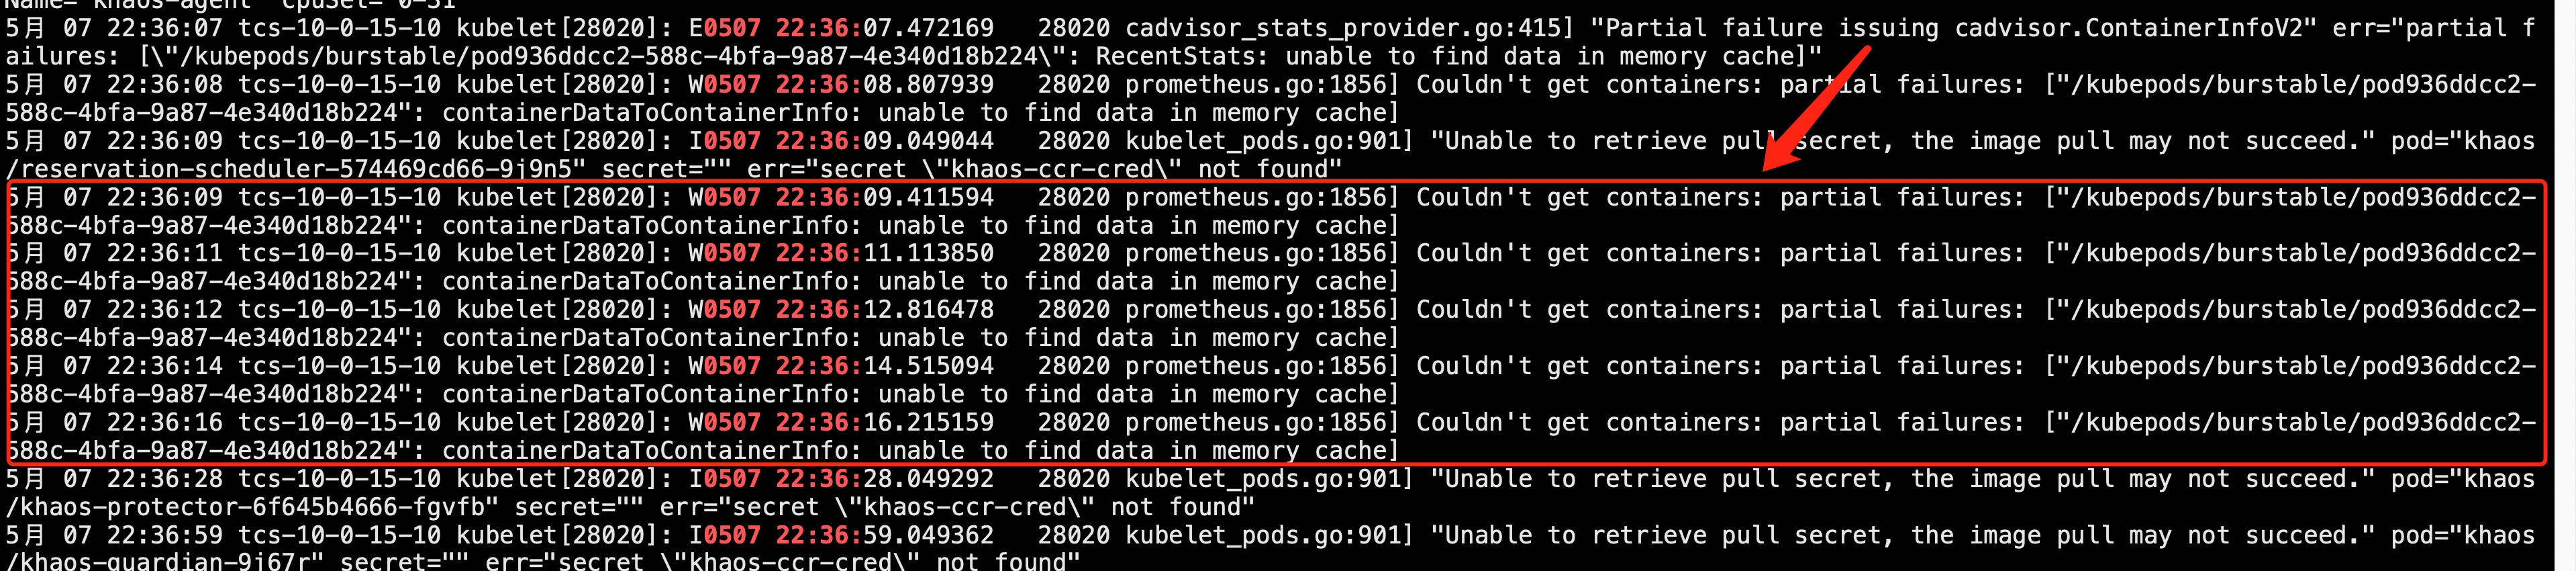 Name="khaos-agent" cpuSet="0-31"
5月 07 22:36:07 tcs-10-0-15-10 kubelet[28020]: E0507 22:36:07.472169   28020 cadvisor_stats_provider.go:415] "Partial failure issuing cadvisor.ContainerInfoV2" err="partial f
ailures: [\"/kubepods/burstable/pod936ddcc2-588c-4bfa-9a87-4e340d18b224\": RecentStats: unable to find data in memory cache]"
5月 07 22:36:08 tcs-10-0-15-10 kubelet[28020]: W0507 22:36:08.807939   28020 prometheus.go:1856] Couldn't get containers: partial failures: ["/kubepods/burstable/pod936ddcc2-
588c-4bfa-9a87-4e340d18b224": containerDataToContainerInfo: unable to find data in memory cache]
5月 07 22:36:09 tcs-10-0-15-10 kubelet[28020]: I0507 22:36:09.049044   28020 kubelet_pods.go:901] "Unable to retrieve pull secret, the image pull may not succeed." pod="khaos
/reservation-scheduler-574469cd66-9j9n5" secret="" err="secret \"khaos-ccr-cred\" not found"
5月 07 22:36:09 tcs-10-0-15-10 kubelet[28020]: W0507 22:36:09.411594   28020 prometheus.go:1856] Couldn't get containers: partial failures: ["/kubepods/burstable/pod936ddcc2-
588c-4bfa-9a87-4e340d18b224": containerDataToContainerInfo: unable to find data in memory cache]
5月 07 22:36:11 tcs-10-0-15-10 kubelet[28020]: W0507 22:36:11.113850   28020 prometheus.go:1856] Couldn't get containers: partial failures: ["/kubepods/burstable/pod936ddcc2-
588c-4bfa-9a87-4e340d18b224": containerDataToContainerInfo: unable to find data in memory cache]
5月 07 22:36:12 tcs-10-0-15-10 kubelet[28020]: W0507 22:36:12.816478   28020 prometheus.go:1856] Couldn't get containers: partial failures: ["/kubepods/burstable/pod936ddcc2-
588c-4bfa-9a87-4e340d18b224": containerDataToContainerInfo: unable to find data in memory cache]
5月 07 22:36:14 tcs-10-0-15-10 kubelet[28020]: W0507 22:36:14.515094   28020 prometheus.go:1856] Couldn't get containers: partial failures: ["/kubepods/burstable/pod936ddcc2-
588c-4bfa-9a87-4e340d18b224": containerDataToContainerInfo: unable to find data in memory cache]
5月 07 22:36:16 tcs-10-0-15-10 kubelet[28020]: W0507 22:36:16.215159   28020 prometheus.go:1856] Couldn't get containers: partial failures: ["/kubepods/burstable/pod936ddcc2-
588c-4bfa-9a87-4e340d18b224": containerDataToContainerInfo: unable to find data in memory cache]
5月 07 22:36:28 tcs-10-0-15-10 kubelet[28020]: I0507 22:36:28.049292   28020 kubelet_pods.go:901] "Unable to retrieve pull secret, the image pull may not succeed." pod="khaos
/khaos-protector-6f645b4666-fgvfb" secret="" err="secret \"khaos-ccr-cred\" not found"
5月 07 22:36:59 tcs-10-0-15-10 kubelet[28020]: I0507 22:36:59.049362   28020 kubelet_pods.go:901] "Unable to retrieve pull secret, the image pull may not succeed." pod="khaos
/khaos-guardian-9j67r" secret="" err="secret \"khaos-ccr-cred\" not found"